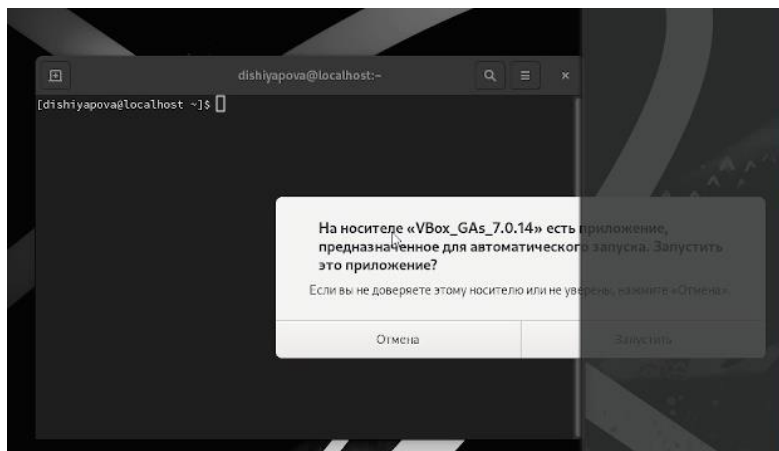 dishiyapova@localhost:~
[dishiyapova@localhost ~]$
На носителе «VBox_GAs_7.0.14» есть приложение,
предназначенное для автоматического запуска. Запустить
это приложение?
Если вы не доверяете этому носителю или не уверены, нажмите «Отмена».
Отмена
Запустить